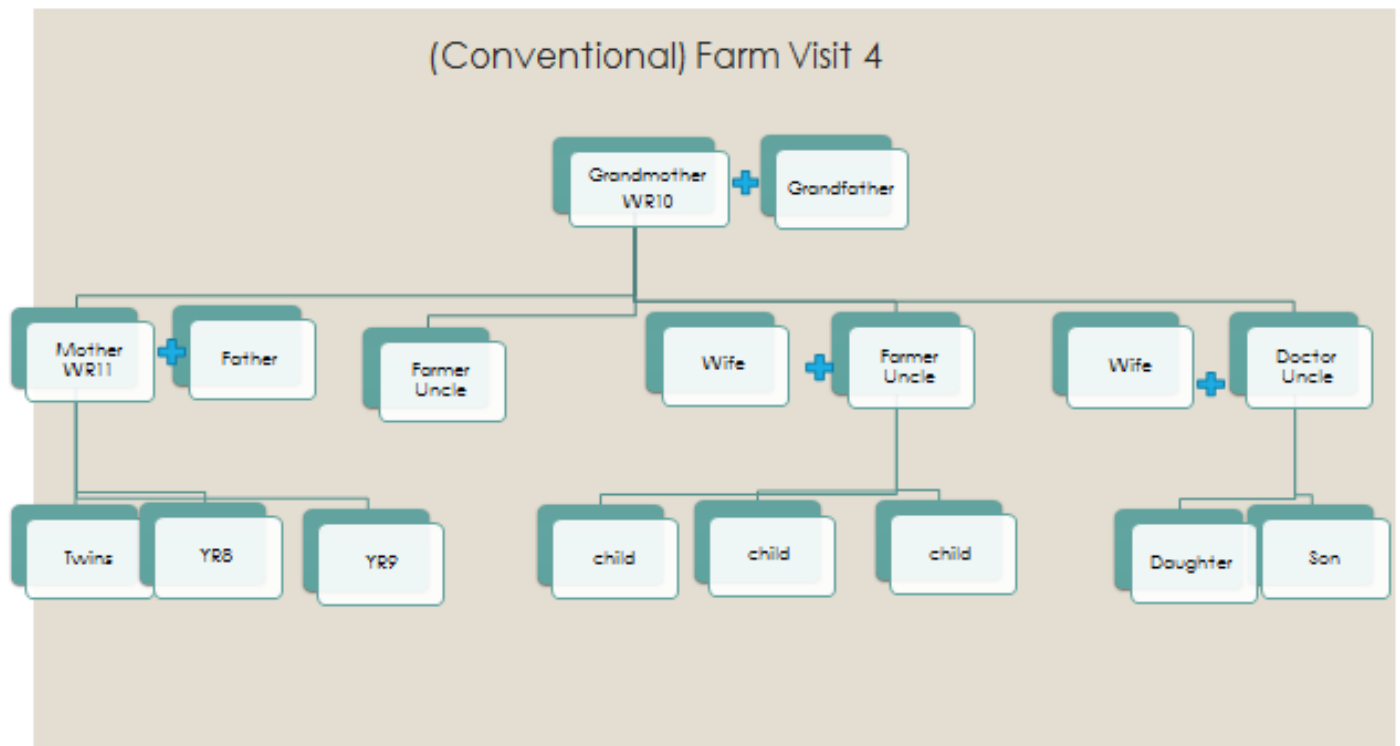 (Conventional) Farm Visit 4
Grandmother
WR10
Grandfather
Mother
WR11
Father
Farmer
Uncle
Wife
Farmer
Uncle
Wife
Doctor
Uncle
Twins
YR8
YR9
child
child
child
Daughter
Son